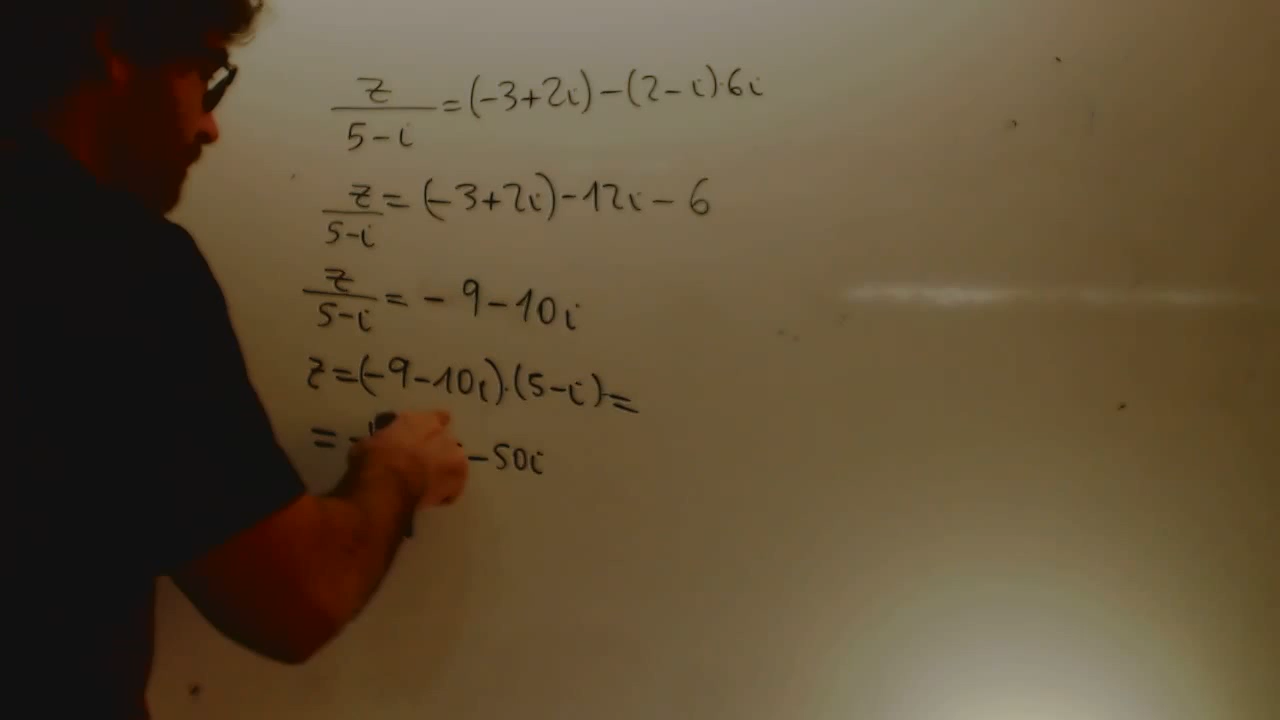 z/(5-i) = (-3+2i)-(2-i)·6i
z/(5-i) = (-3+2i)-12i-6
z/(5-i) = -9-10i
z=(-9-10i)·(5-i)=
= - -50i